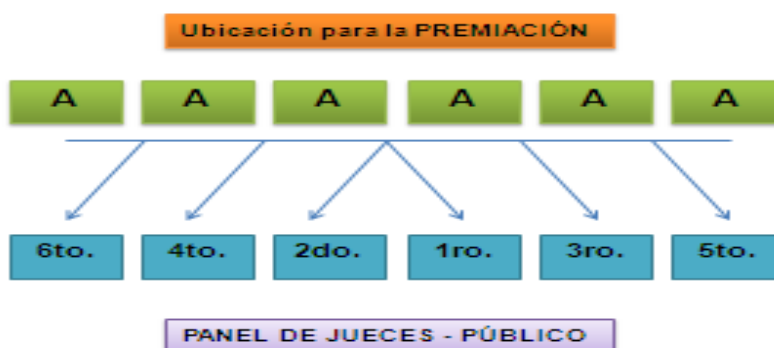 Ubicación para la PREMIACIÓN
A A A A A A
6to. 4to. 2do. 1ro. 3ro. 5to.
PANEL DE JUECES - PÚBLICO